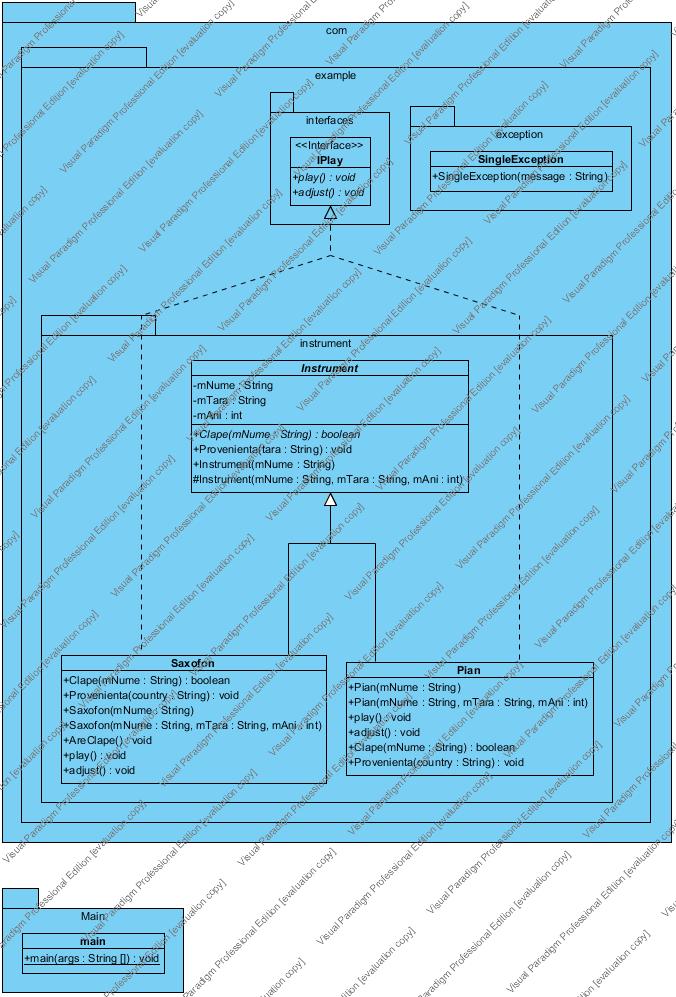 com
example
interfaces
<<Interface>>
IPlay
+play() : void
+adjust() : void
exception
SingleException
+SingleException(message : String)
instrument
Instrument
-mNume : String
-mTara : String
-mAni : int
+Clape(mNume : String) : boolean
+Provenienta(tara : String) : void
+Instrument(mNume : String)
#Instrument(mNume : String, mTara : String, mAni : int)
Saxofon
+Clape(mNume : String) : boolean
+Provenienta(country : String) : void
+Saxofon(mNume : String)
+Saxofon(mNume : String, mTara : String, mAni : int)
+AreClape() : void
+play() : void
+adjust() : void
Pian
+Pian(mNume : String)
+Pian(mNume : String, mTara : String, mAni : int)
+play() : void
+adjust() : void
+Clape(mNume : String) : boolean
+Provenienta(country : String) : void
Main
main
+main(args : String []) : void
Visual Paradigm Professional Edition [evaluation copy]